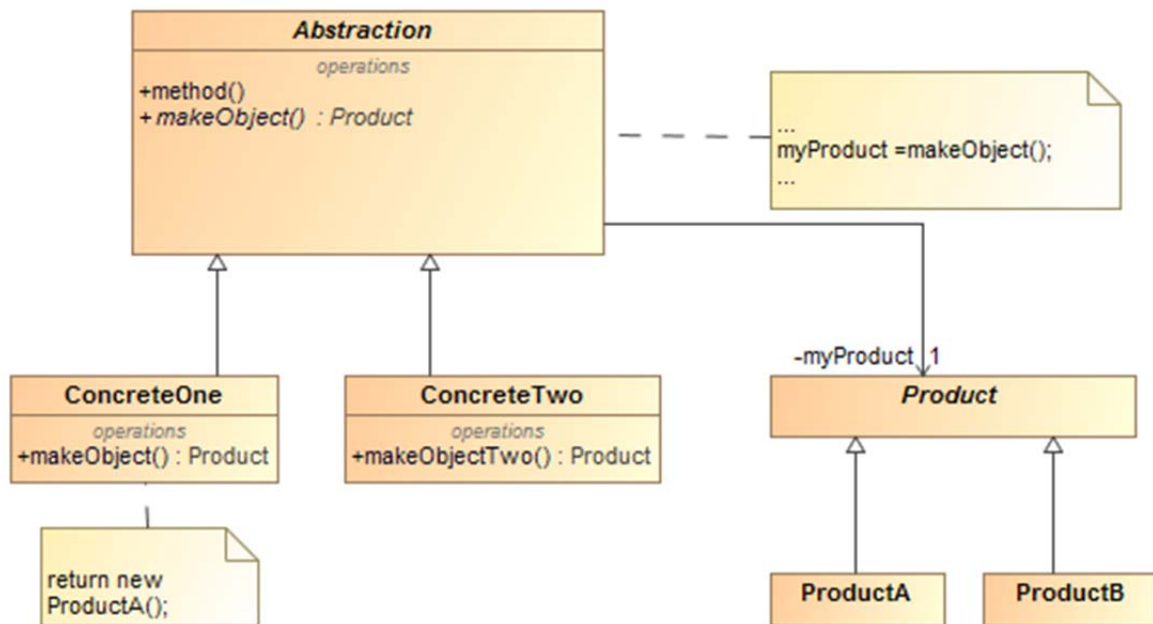 Abstraction
operations
+method()
+makeObject() : Product
...
myProduct =makeObject();
...
-myProduct 1
ConcreteOne
operations
+makeObject() : Product
ConcreteTwo
operations
+makeObjectTwo() : Product
Product
return new
ProductA();
ProductA
ProductB